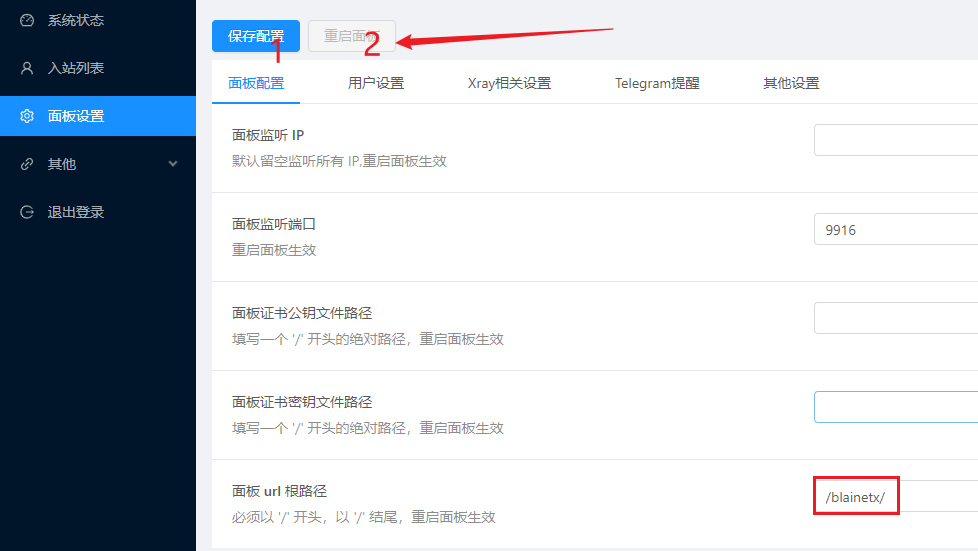 系统状态
入站列表
面板设置
其他
退出登录
保存配置 重启面板
1 2
面板配置 用户设置 Xray相关设置 Telegram提醒 其他设置
面板监听 IP
默认留空监听所有 IP,重启面板生效
面板监听端口
重启面板生效
9916
面板证书公钥文件路径
填写一个 '/' 开头的绝对路径，重启面板生效
面板证书密钥文件路径
填写一个 '/' 开头的绝对路径，重启面板生效
面板 url 根路径
必须以 '/' 开头，以 '/' 结尾，重启面板生效
/blainetx/